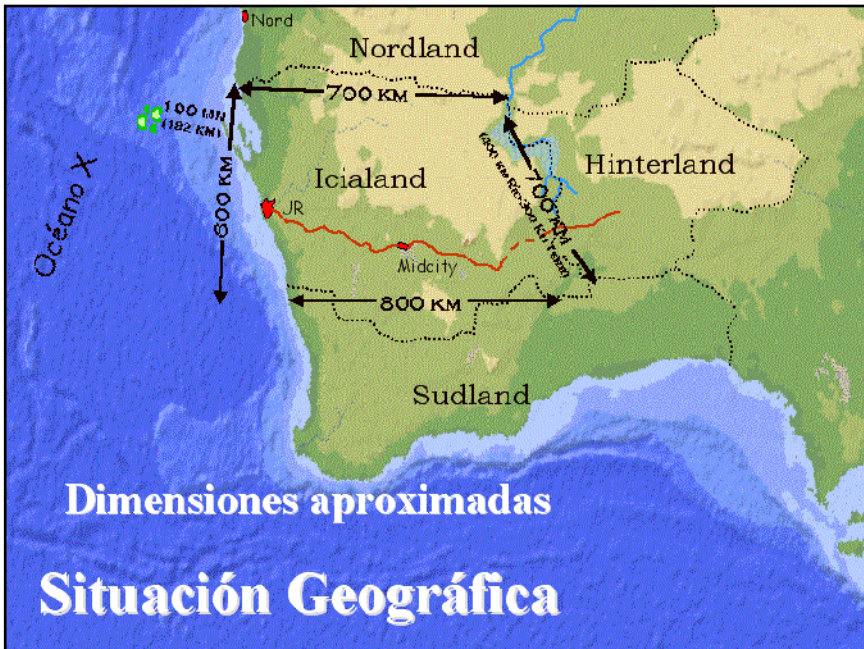 Nord
Nordland
700 KM
100 MN
(182 KM)
Hinterland
Icialand
600 KM
700 KM
JR
Océano X
Midcity
800 KM
Sudland
Dimensiones aproximadas
Situación Geográfica